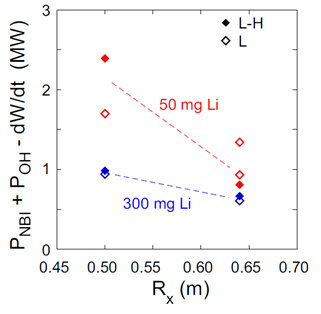 3
L-H
L
2
50 mg Li
1
300 mg Li
0
0.45 0.50 0.55 0.60 0.65 0.70
R_x (m)
P_NBI + P_OH - dW/dt (MW)